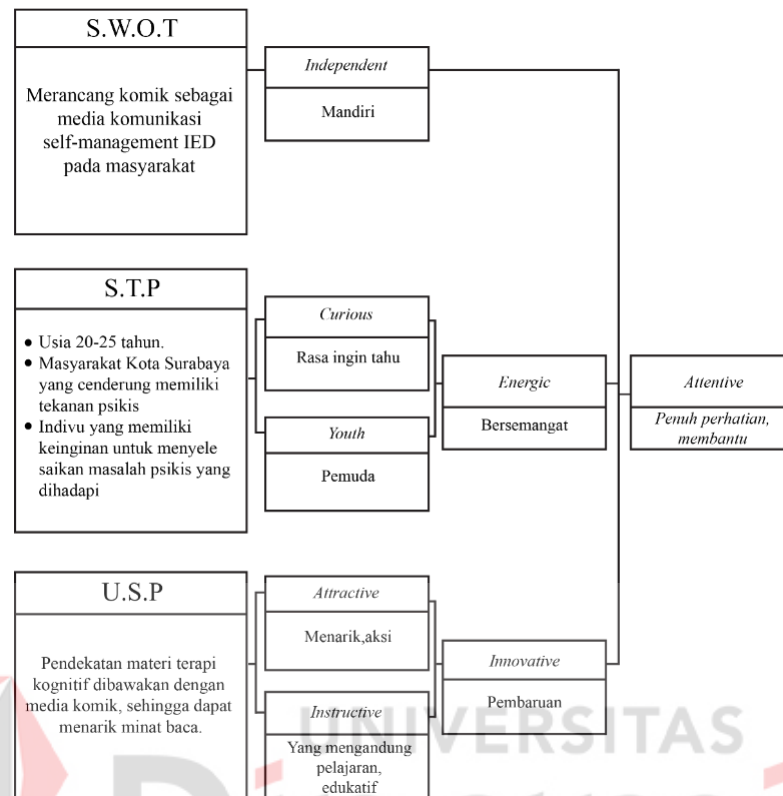 S.W.O.T
Merancang komik sebagai
media komunikasi
self-management IED
pada masyarakat
Independent
Mandiri
S.T.P
• Usia 20-25 tahun.
• Masyarakat Kota Surabaya
yang cenderung memiliki
tekanan psikis
• Indivu yang memiliki
keinginan untuk menyele
saikan masalah psikis yang
dihadapi
Curious
Rasa ingin tahu
Youth
Pemuda
Energic
Bersemangat
Attentive
Penuh perhatian,
membantu
U.S.P
Pendekatan materi terapi
kognitif dibawakan dengan
media komik, sehingga dapat
menarik minat baca.
Attractive
Menarik,aksi
Instructive
Yang mengandung
pelajaran,
edukatif
Innovative
Pembaruan
UNIVERSITAS